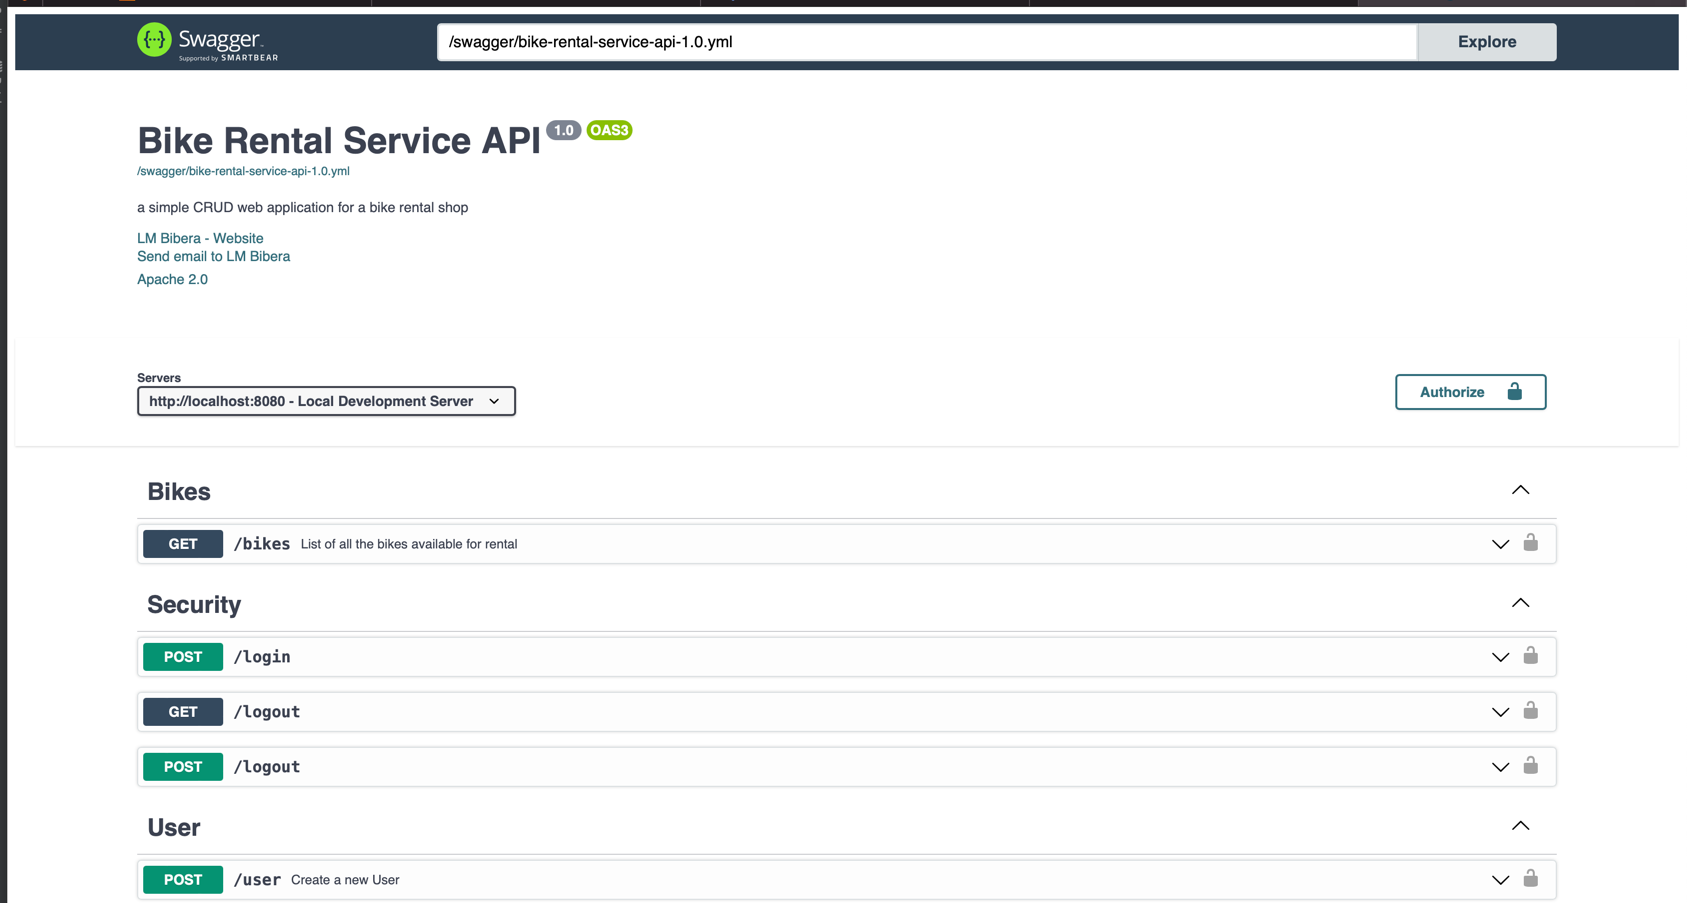 Swagger
Supported by SMARTBEAR
/swagger/bike-rental-service-api-1.0.yml
Explore
Bike Rental Service API 1.0 OAS3
/swagger/bike-rental-service-api-1.0.yml
a simple CRUD web application for a bike rental shop
LM Bibera - Website
Send email to LM Bibera
Apache 2.0
Servers
http://localhost:8080 - Local Development Server
Authorize
Bikes
GET /bikes List of all the bikes available for rental
Security
POST /login
GET /logout
POST /logout
User
POST /user Create a new User